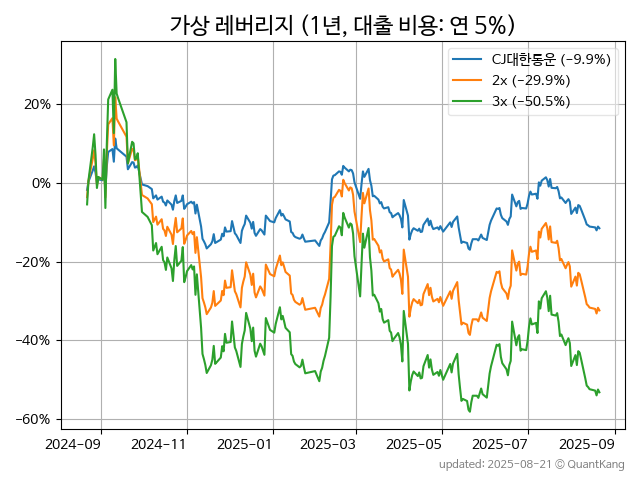 가상 레버리지 (1년, 대출 비용: 연 5%)
CJ대한통운 (−9.9%)
2x (−29.9%)
3x (−50.5%)
20%
0%
−20%
−40%
−60%
2024-09 2024-11 2025-01 2025-03 2025-05 2025-07 2025-09
updated: 2025-08-21 © QuantKang